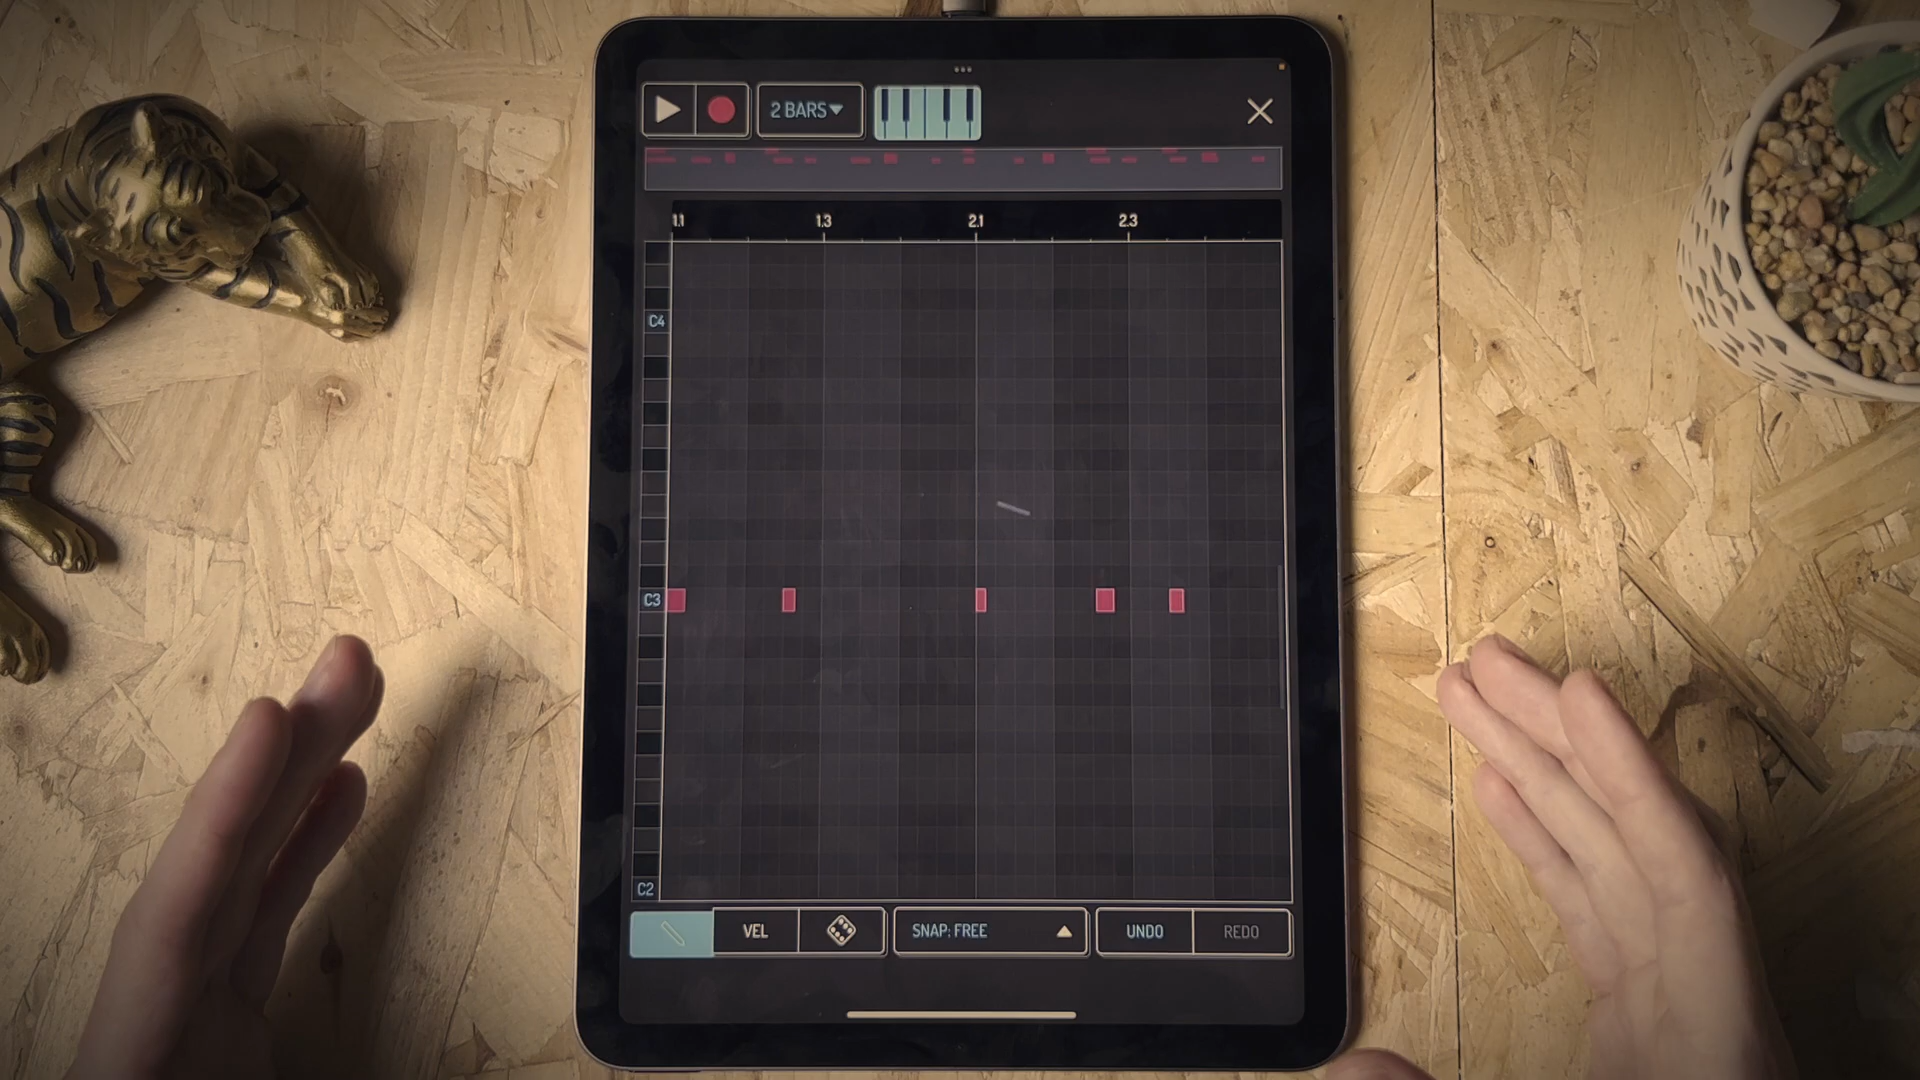 2 BARS
1.1 1.3 2.1 2.3
C4
C3
C2
VEL SNAP: FREE UNDO REDO